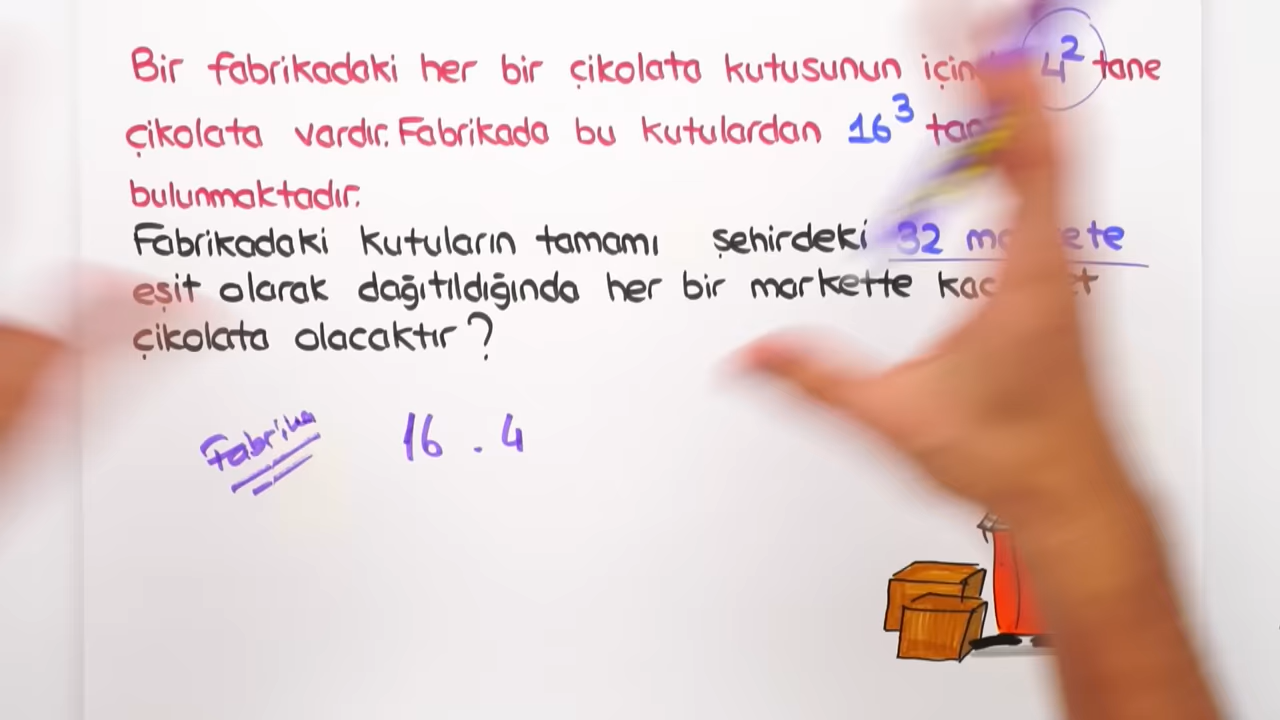 Bir fabrikadaki her bir çikolata kutusunun 4² tane
çikolata vardır. Fabrikada bu kutulardan 16³
bulunmaktadır.
Fabrikadaki kutuların tamamı şehirdeki 32
eşit olarak dağıtıldığında her bir markette
çikolata olacaktır?
Fabrika 16 . 4